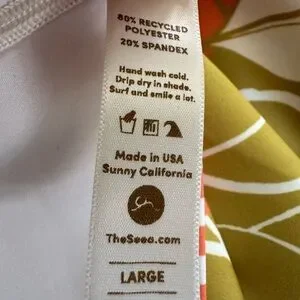 80% RECYCLED
POLYESTER
20% SPANDEX
Hand wash cold.
Drip dry in shade.
Surf and smile a lot.
Made in USA
Sunny California
TheSeea.com
LARGE